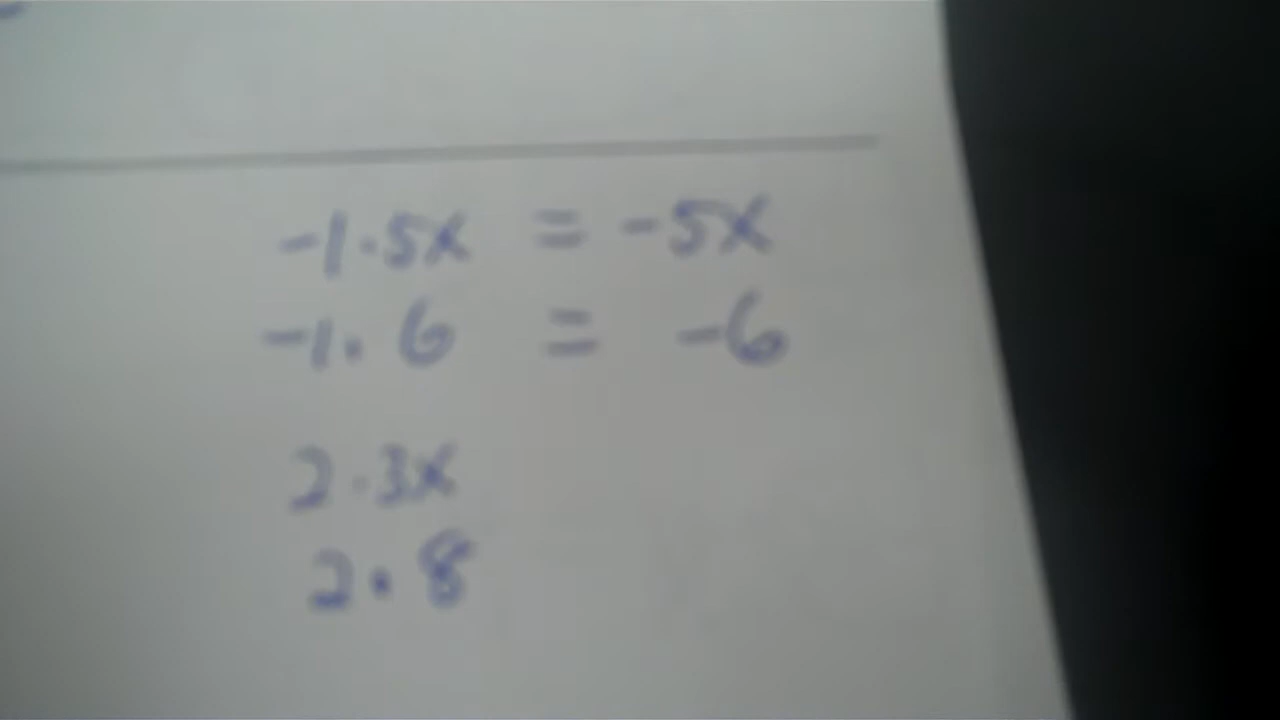 -1.5x = -5x
-1. 6 = -6
2.3x
2.8